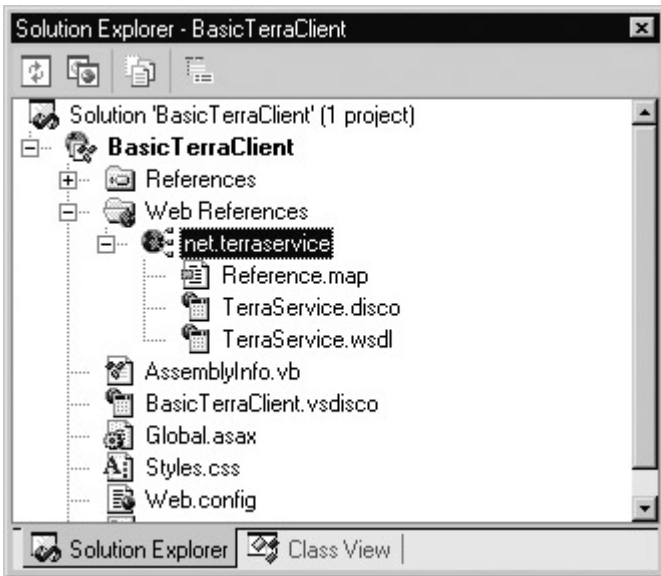 Solution Explorer - BasicTerraClient
Solution 'BasicTerraClient' (1 project)
BasicTerraClient
References
Web References
net.terraservice
Reference.map
TerraService.disco
TerraService.wsdl
AssemblyInfo.vb
BasicTerraClient.vsdisco
Global.asax
Styles.css
Web.config
Solution Explorer Class View